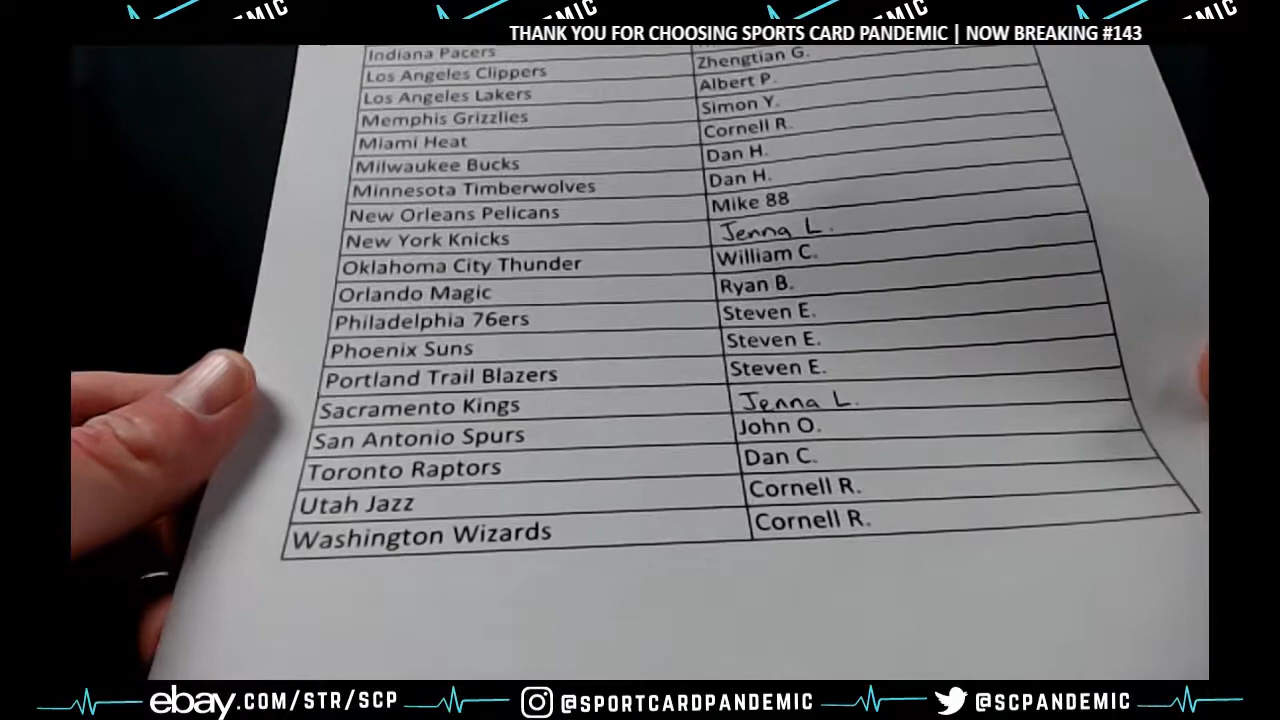 THANK YOU FOR CHOOSING SPORTS CARD PANDEMIC | NOW BREAKING #143
Indiana Pacers
Los Angeles Clippers Zhengtian G.
Los Angeles Lakers Albert P.
Memphis Grizzlies Simon Y.
Miami Heat Cornell R.
Milwaukee Bucks Dan H.
Minnesota Timberwolves Dan H.
New Orleans Pelicans Mike 88
New York Knicks Jenna L.
Oklahoma City Thunder William C.
Orlando Magic Ryan B.
Philadelphia 76ers Steven E.
Phoenix Suns Steven E.
Portland Trail Blazers Steven E.
Sacramento Kings Jenna L.
San Antonio Spurs John O.
Toronto Raptors Dan C.
Utah Jazz Cornell R.
Washington Wizards Cornell R.
ebay.COM/STR/SCP @SPORTCARDPANDEMIC @SCPANDEMIC